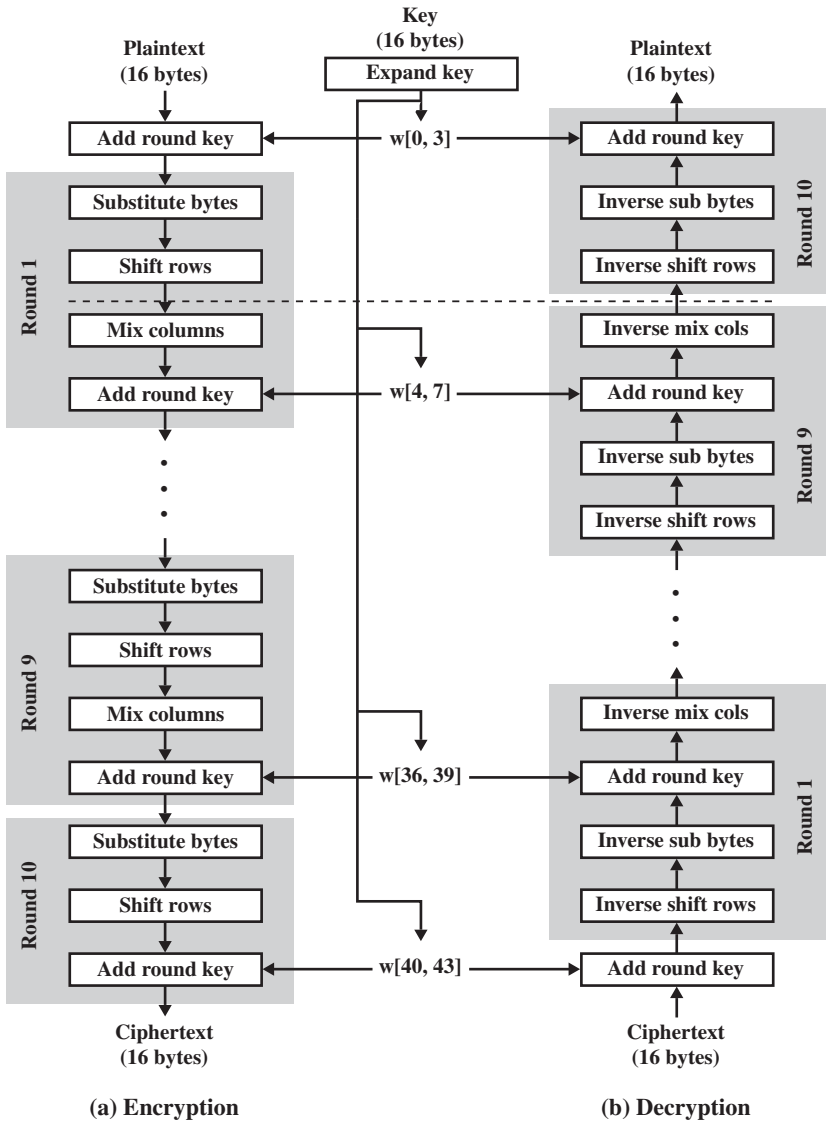 Key
(16 bytes)
Plaintext
(16 bytes)
Expand key
Plaintext
(16 bytes)
Add round key
w[0, 3]
Add round key
Round 1
Substitute bytes
Shift rows
Mix columns
Add round key
w[4, 7]
Inverse sub bytes
Inverse shift rows
Round 10
Inverse mix cols
Add round key
Inverse sub bytes
Inverse shift rows
Round 9
Substitute bytes
Shift rows
Mix columns
Add round key
Round 9
w[36, 39]
Inverse mix cols
Add round key
Inverse sub bytes
Inverse shift rows
Round 1
Substitute bytes
Shift rows
Add round key
Round 10
w[40, 43]
Add round key
Ciphertext
(16 bytes)
Ciphertext
(16 bytes)
(a) Encryption
(b) Decryption